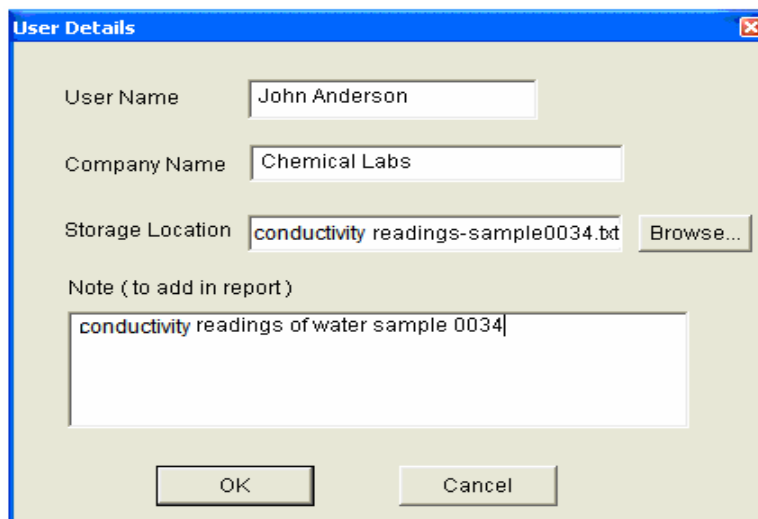 User Details
User Name John Anderson
Company Name Chemical Labs
Storage Location conductivity readings-sample0034.txt Browse...
Note ( to add in report )
conductivity readings of water sample 0034
OK Cancel